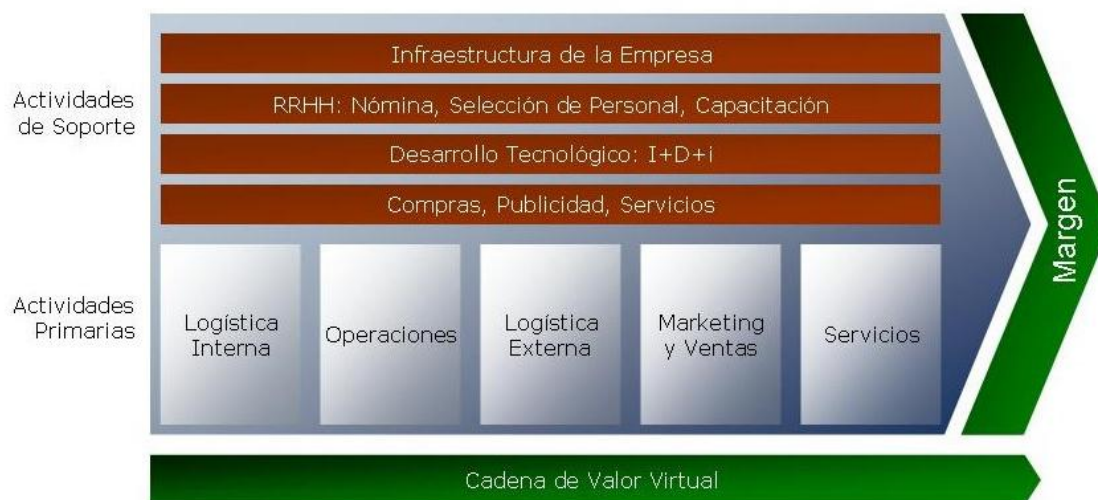 Actividades
de Soporte
Infraestructura de la Empresa
RRHH: Nómina, Selección de Personal, Capacitación
Desarrollo Tecnológico: I+D+i
Compras, Publicidad, Servicios
Actividades
Primarias
Logística
Interna
Operaciones
Logística
Externa
Marketing
y Ventas
Servicios
Margen
Cadena de Valor Virtual